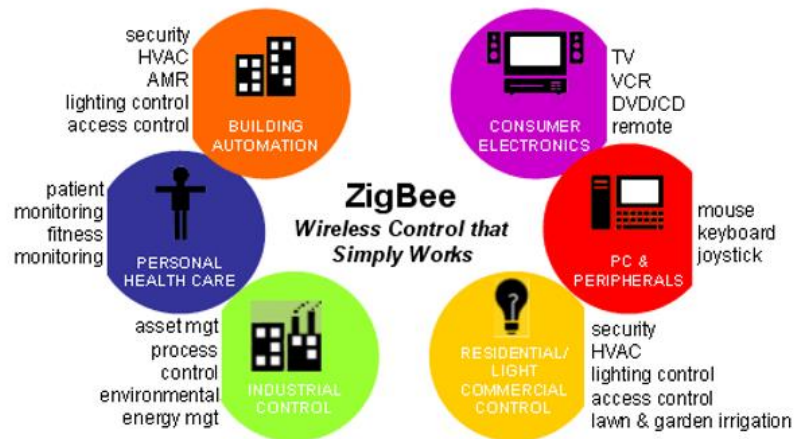 security
HVAC
AMR
lighting control
access control
BUILDING
AUTOMATION
TV
VCR
DVD/CD
remote
CONSUMER
ELECTRONICS
patient
monitoring
fitness
monitoring
PERSONAL
HEALTH CARE
ZigBee
Wireless Control that
Simply Works
mouse
keyboard
joystick
PC &
PERIPHERALS
asset mgt
process
control
environmental
energy mgt
INDUSTRIAL
CONTROL
?
RESIDENTIAL/
LIGHT
COMMERCIAL
CONTROL
security
HVAC
lighting control
access control
lawn & garden irrigation